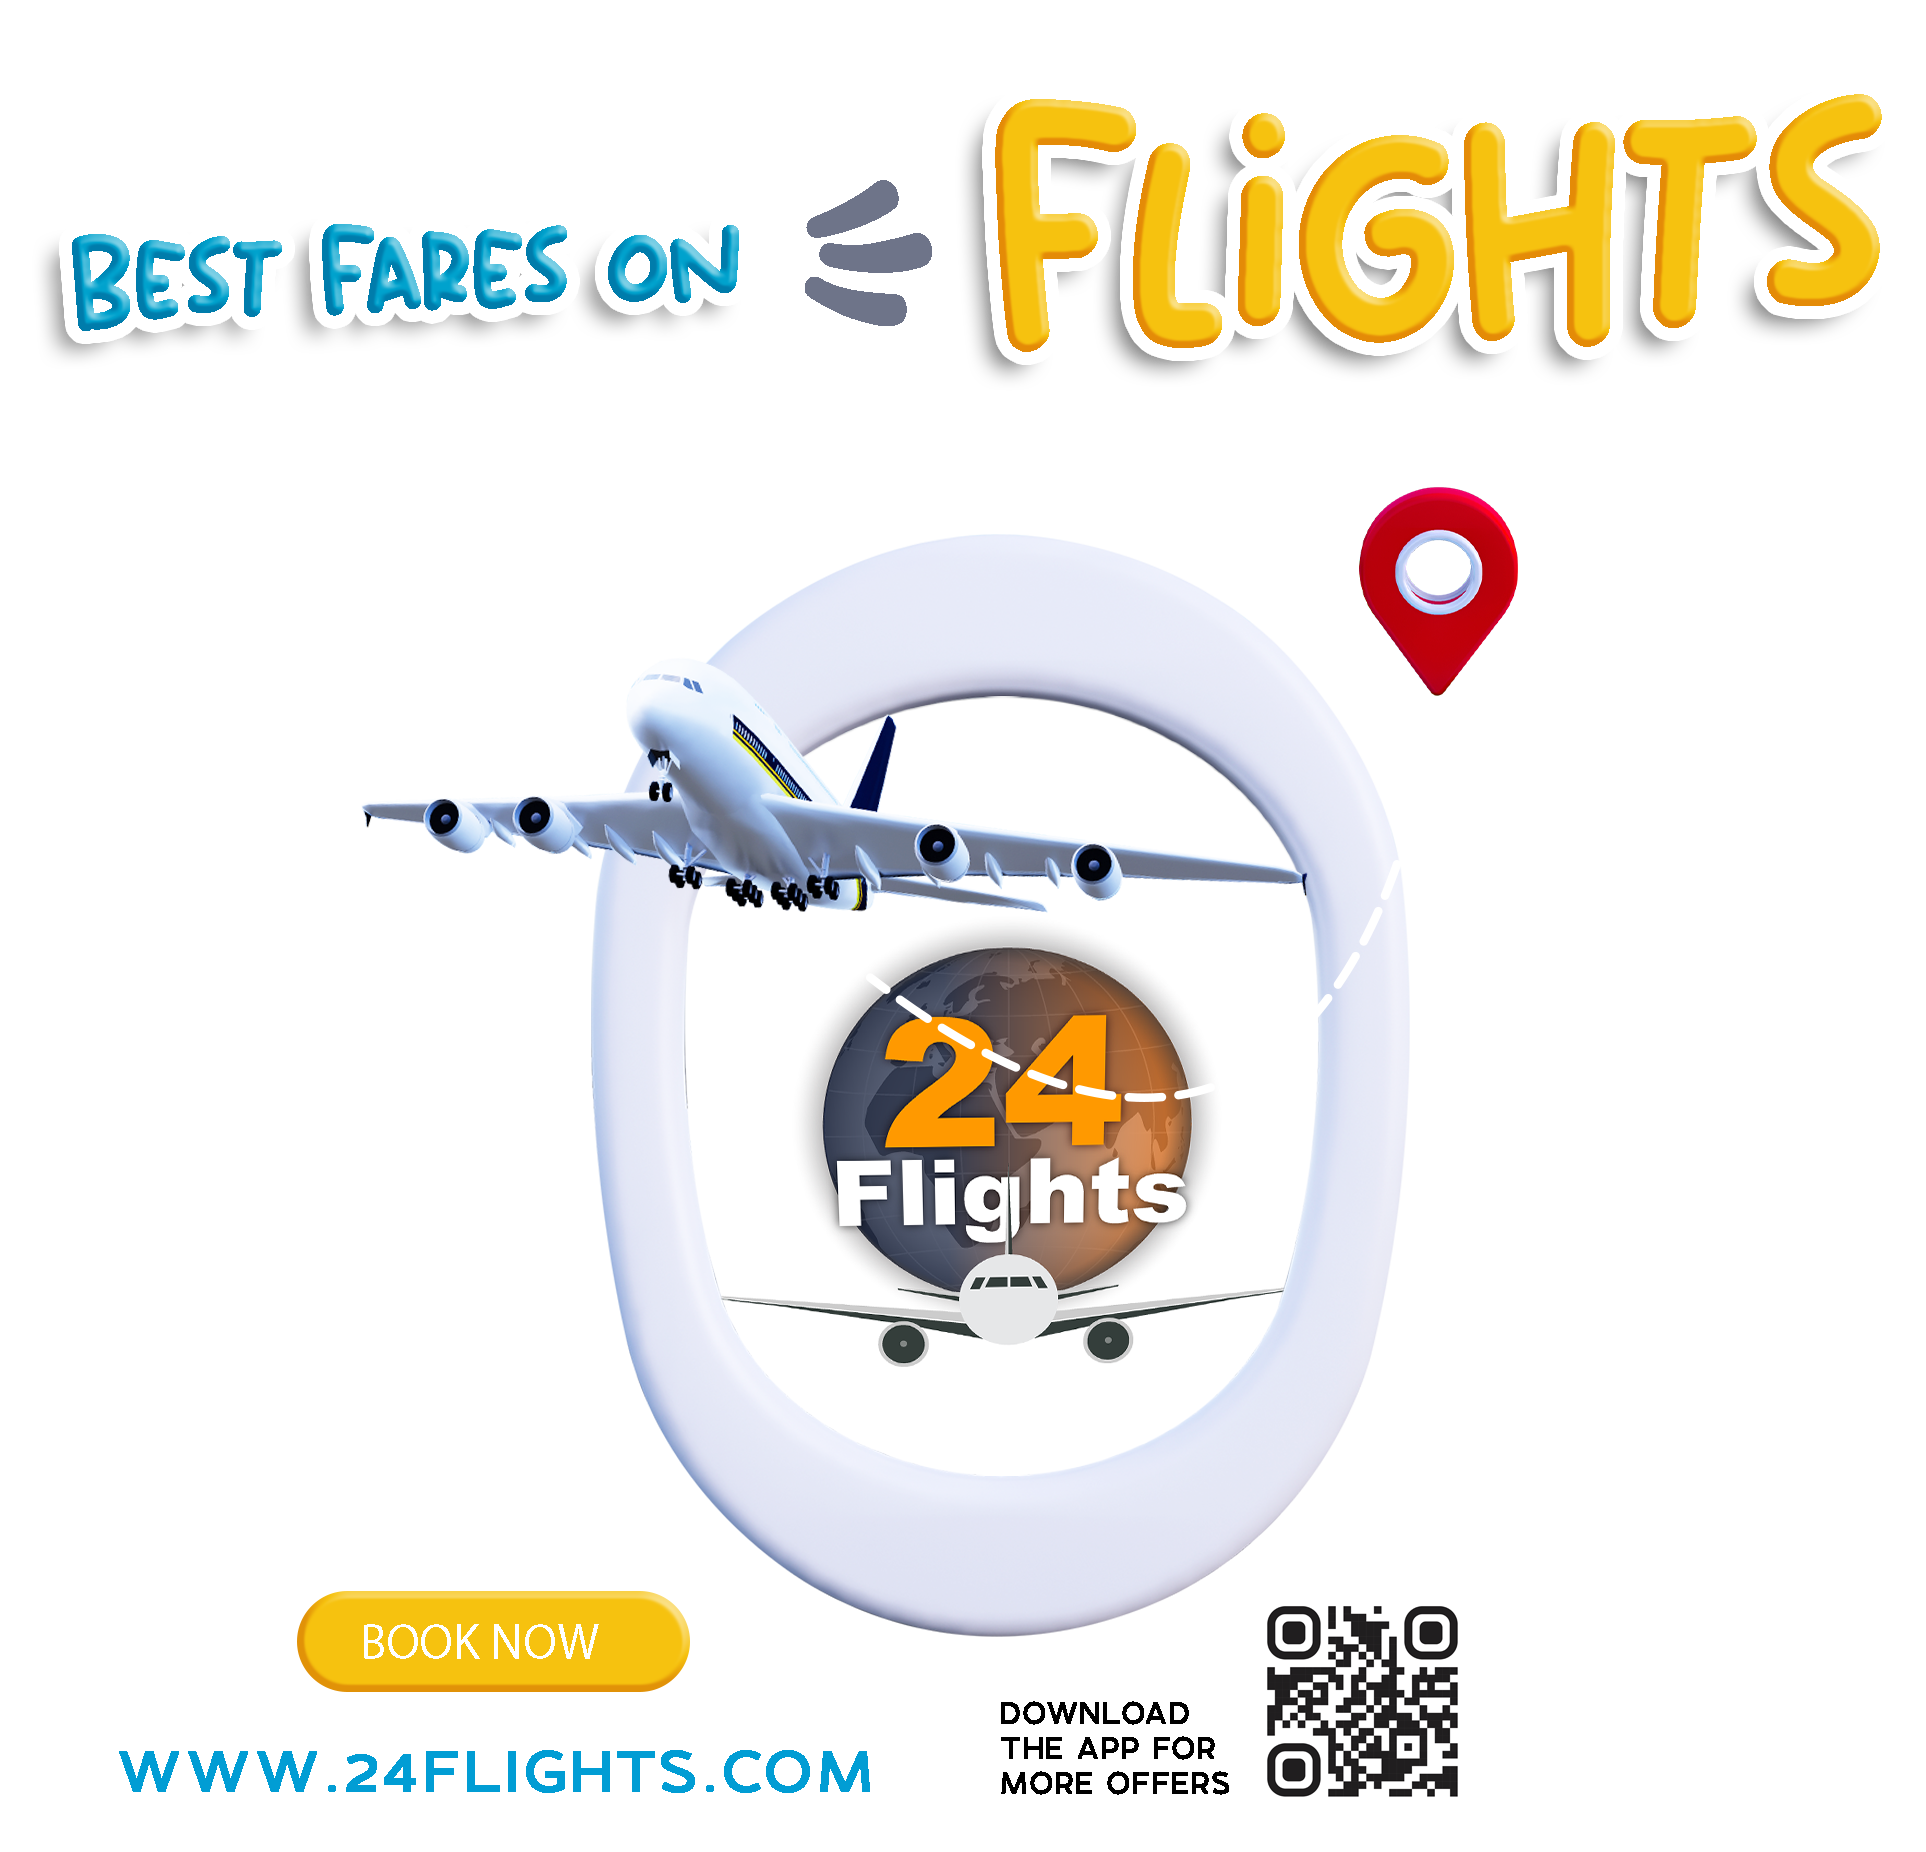 BEST FARES ON FLiGHTS
24
Flights
BOOK NOW
WWW.24FLIGHTS.COM
DOWNLOAD
THE APP FOR
MORE OFFERS